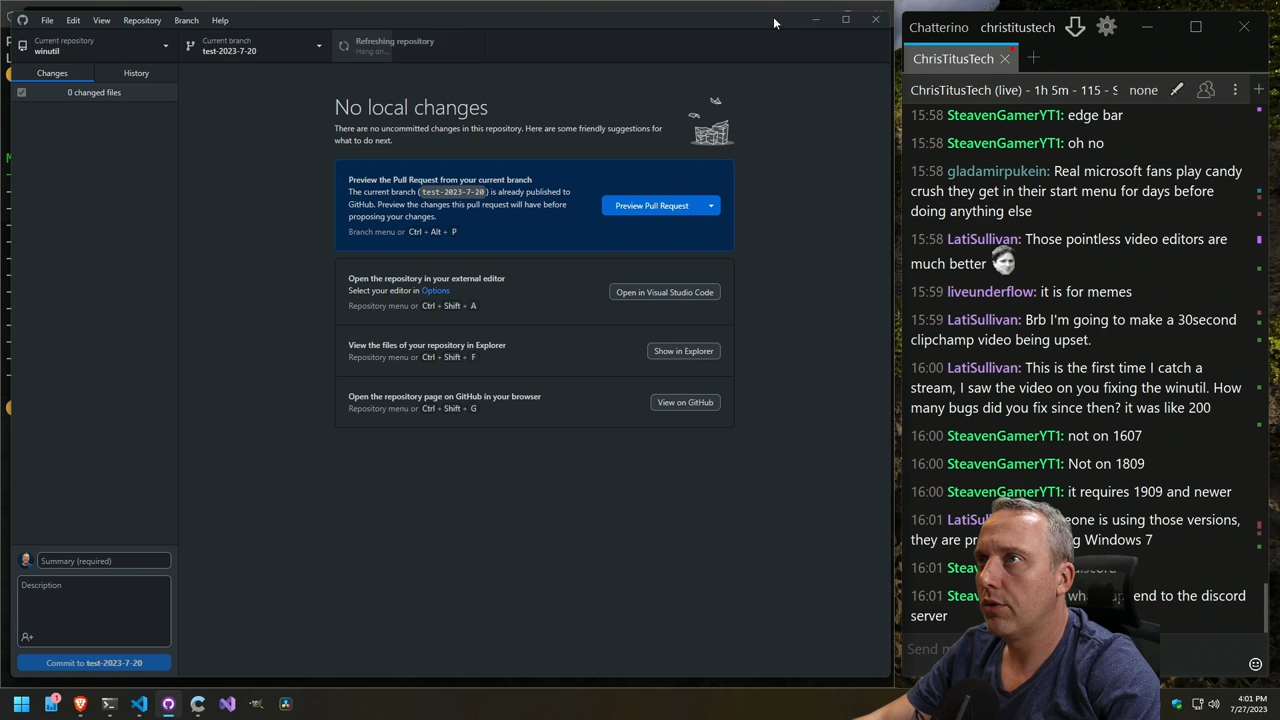 File Edit View Repository Branch Help
Current repository
winutil
Current branch
test-2023-7-20
Refreshing repository
Hang on...
Changes History
0 changed files
No local changes
There are no uncommitted changes in this repository. Here are some friendly suggestions for
what to do next.
Preview the Pull Request from your current branch
The current branch (test-2023-7-20) is already published to
GitHub. Preview the changes this pull request will have before
proposing your changes.
Branch menu or Ctrl + Alt + P
Preview Pull Request
Open the repository in your external editor
Select your editor in Options
Repository menu or Ctrl + Shift + A
Open in Visual Studio Code
View the files of your repository in Explorer
Repository menu or Ctrl + Shift + F
Show in Explorer
Open the repository page on GitHub in your browser
Repository menu or Ctrl + Shift + G
View on GitHub
Summary (required)
Description
Commit to test-2023-7-20
Chatterino christitustech
ChrisTitusTech
ChrisTitusTech (live) - 1h 5m - 115 - S none
15:58 SteavenGamerYT1: edge bar
15:58 SteavenGamerYT1: oh no
15:58 gladamirpukein: Real microsoft fans play candy
crush they get in their start menu for days before
doing anything else
15:58 LatiSullivan: Those pointless video editors are
much better
15:59 liveunderflow: it is for memes
15:59 LatiSullivan: Brb I'm going to make a 30second
clipchamp video being upset.
16:00 LatiSullivan: This is the first time I catch a
stream, I saw the video on you fixing the winutil. How
many bugs did you fix since then? it was like 200
16:00 SteavenGamerYT1: not on 1607
16:00 SteavenGamerYT1: Not on 1809
16:00 SteavenGamerYT1: it requires 1909 and newer
16:01 is using those versions,
they are Windows 7
16:01 discord
16:01 to the discord
server
Send
4:01 PM
7/27/2023